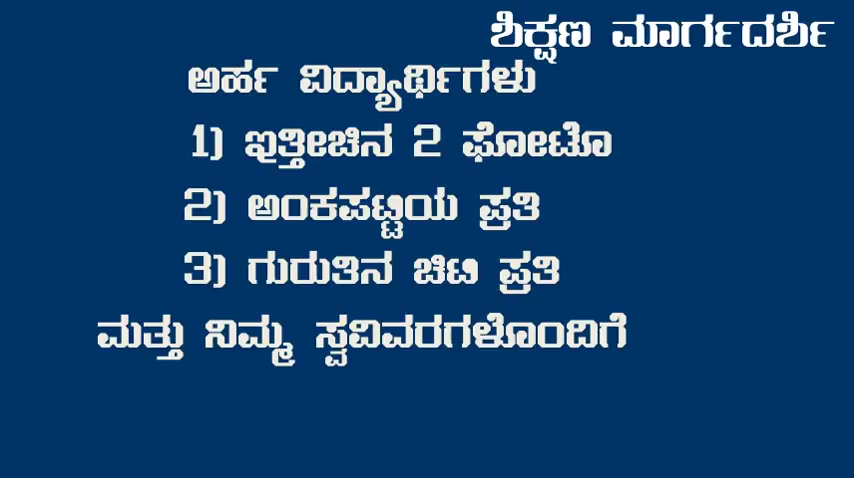 ಶಿಕ್ಷಣ ಮಾರ್ಗದರ್ಶಿ
ಅರ್ಹ ವಿದ್ಯಾರ್ಥಿಗಳು
1) ಇತ್ತೀಚಿನ 2 ಫೋಟೊ
2) ಅಂಕಪಟ್ಟಿಯ ಪ್ರತಿ
3) ಗುರುತಿನ ಚಿಟಿ ಪ್ರತಿ
ಮತ್ತು ನಿಮ್ಮ ಸ್ವವಿವರಗಳೊಂದಿಗೆ